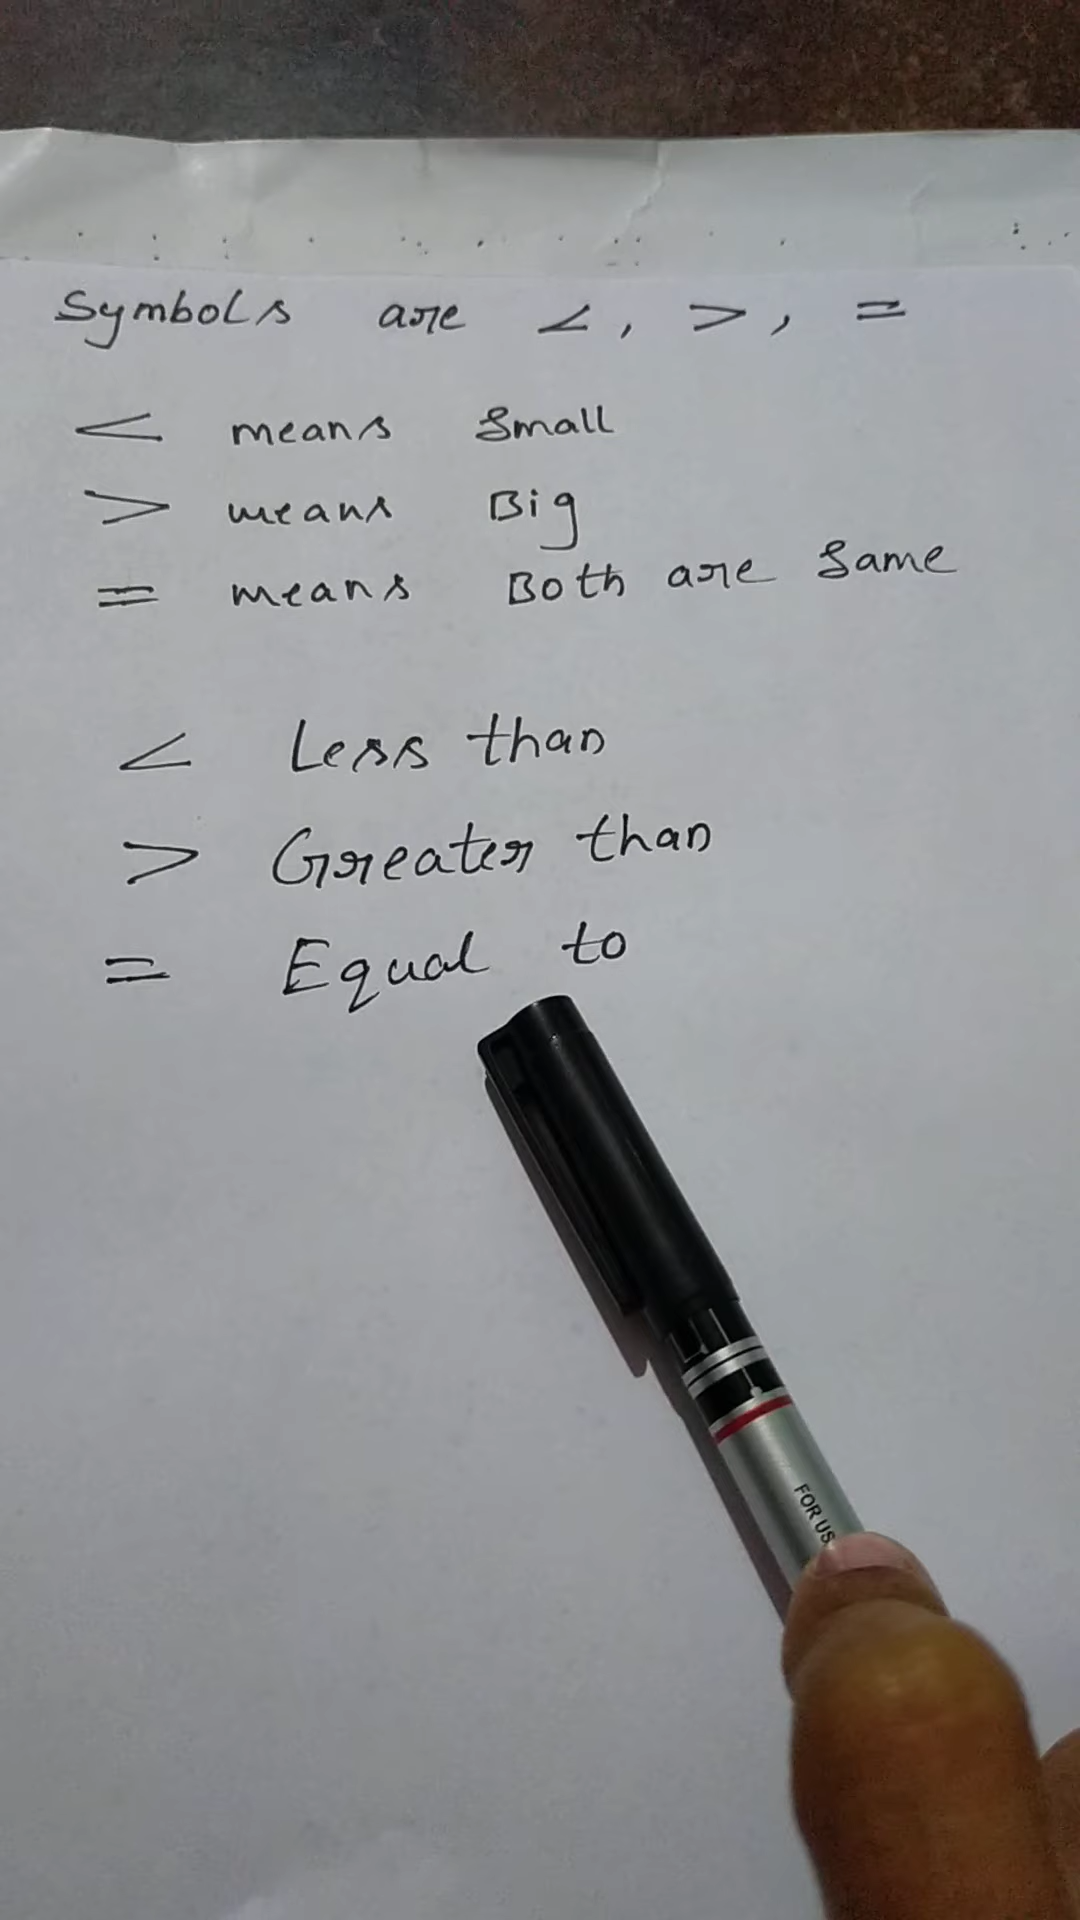 Symbols are <, >, =
< means Small
> means Big
= means Both are Same
< Less than
> Greater than
= Equal to
FOR US